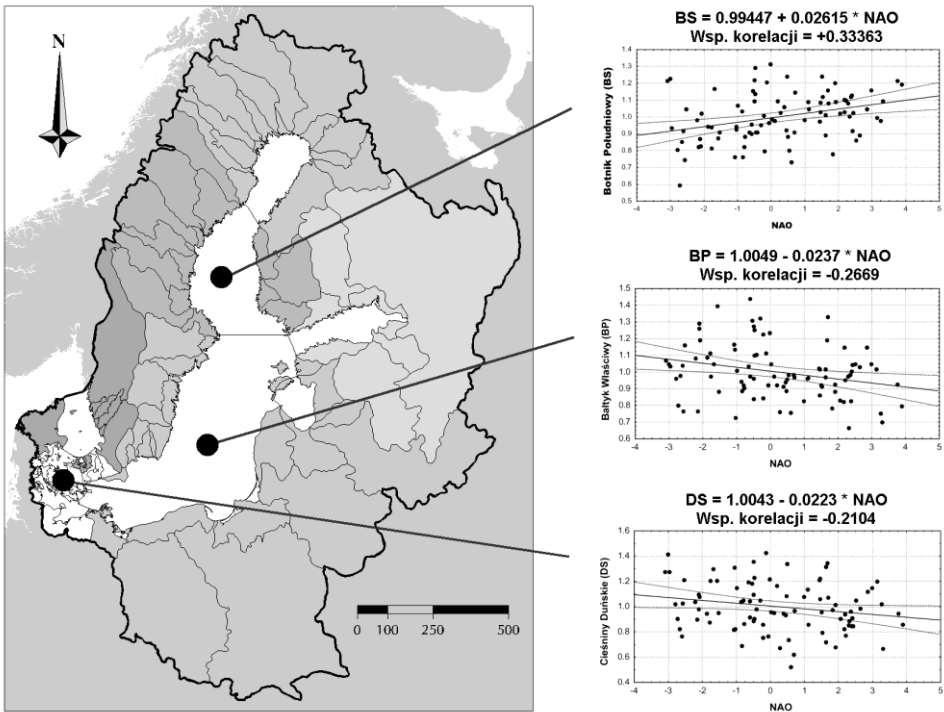 N
0 100 250 500
BS = 0.99447 + 0.02615 * NAO
Wsp. korelacji = +0.33363
Botnik Południowy (BS)
1.4
1.3
1.2
1.1
1.0
0.9
0.8
0.7
0.6
0.5
-4 -3 -2 -1 0 1 2 3 4 5
NAO
BP = 1.0049 - 0.0237 * NAO
Wsp. korelacji = -0.2669
Bałtyk Właściwy (BP)
1.5
1.4
1.3
1.2
1.1
1.0
0.9
0.8
0.7
0.6
-4 -3 -2 -1 0 1 2 3 4 5
NAO
DS = 1.0043 - 0.0223 * NAO
Wsp. korelacji = -0.2104
Cieśniny Duńskie (DS)
1.6
1.4
1.2
1.0
0.8
0.6
0.4
-4 -3 -2 -1 0 1 2 3 4 5
NAO